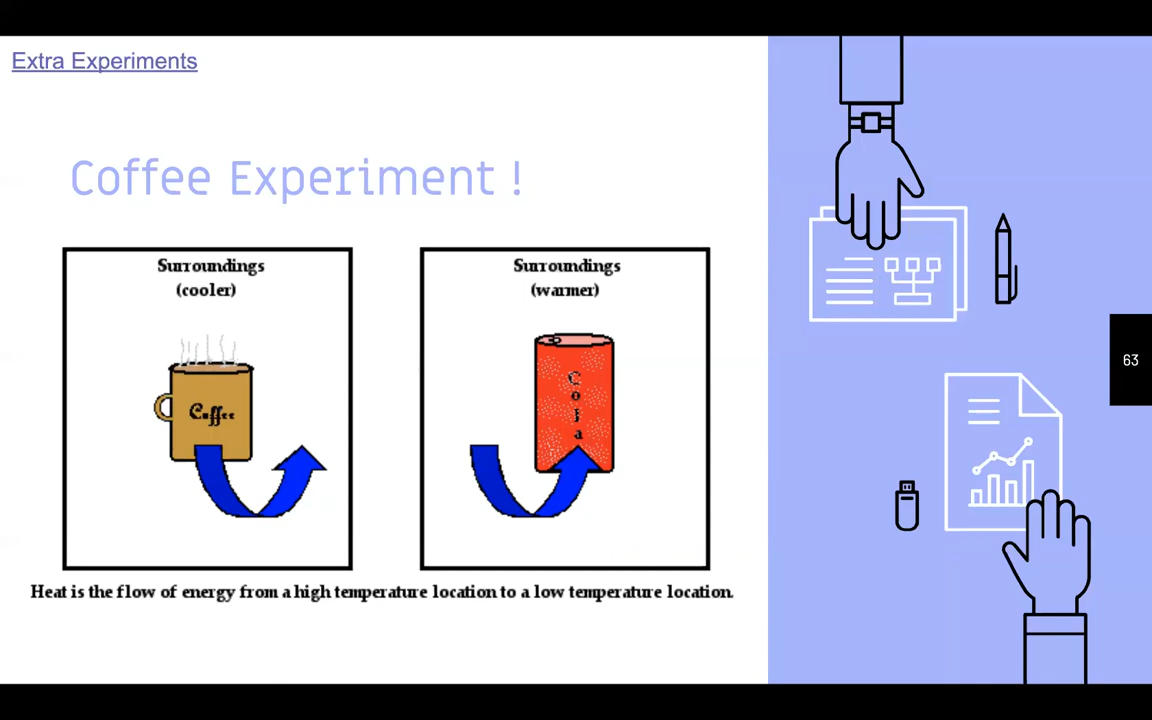 Extra Experiments
Coffee Experiment !
Surroundings
(cooler)
Coffee
Surroundings
(warmer)
Cola
Heat is the flow of energy from a high temperature location to a low temperature location.
63